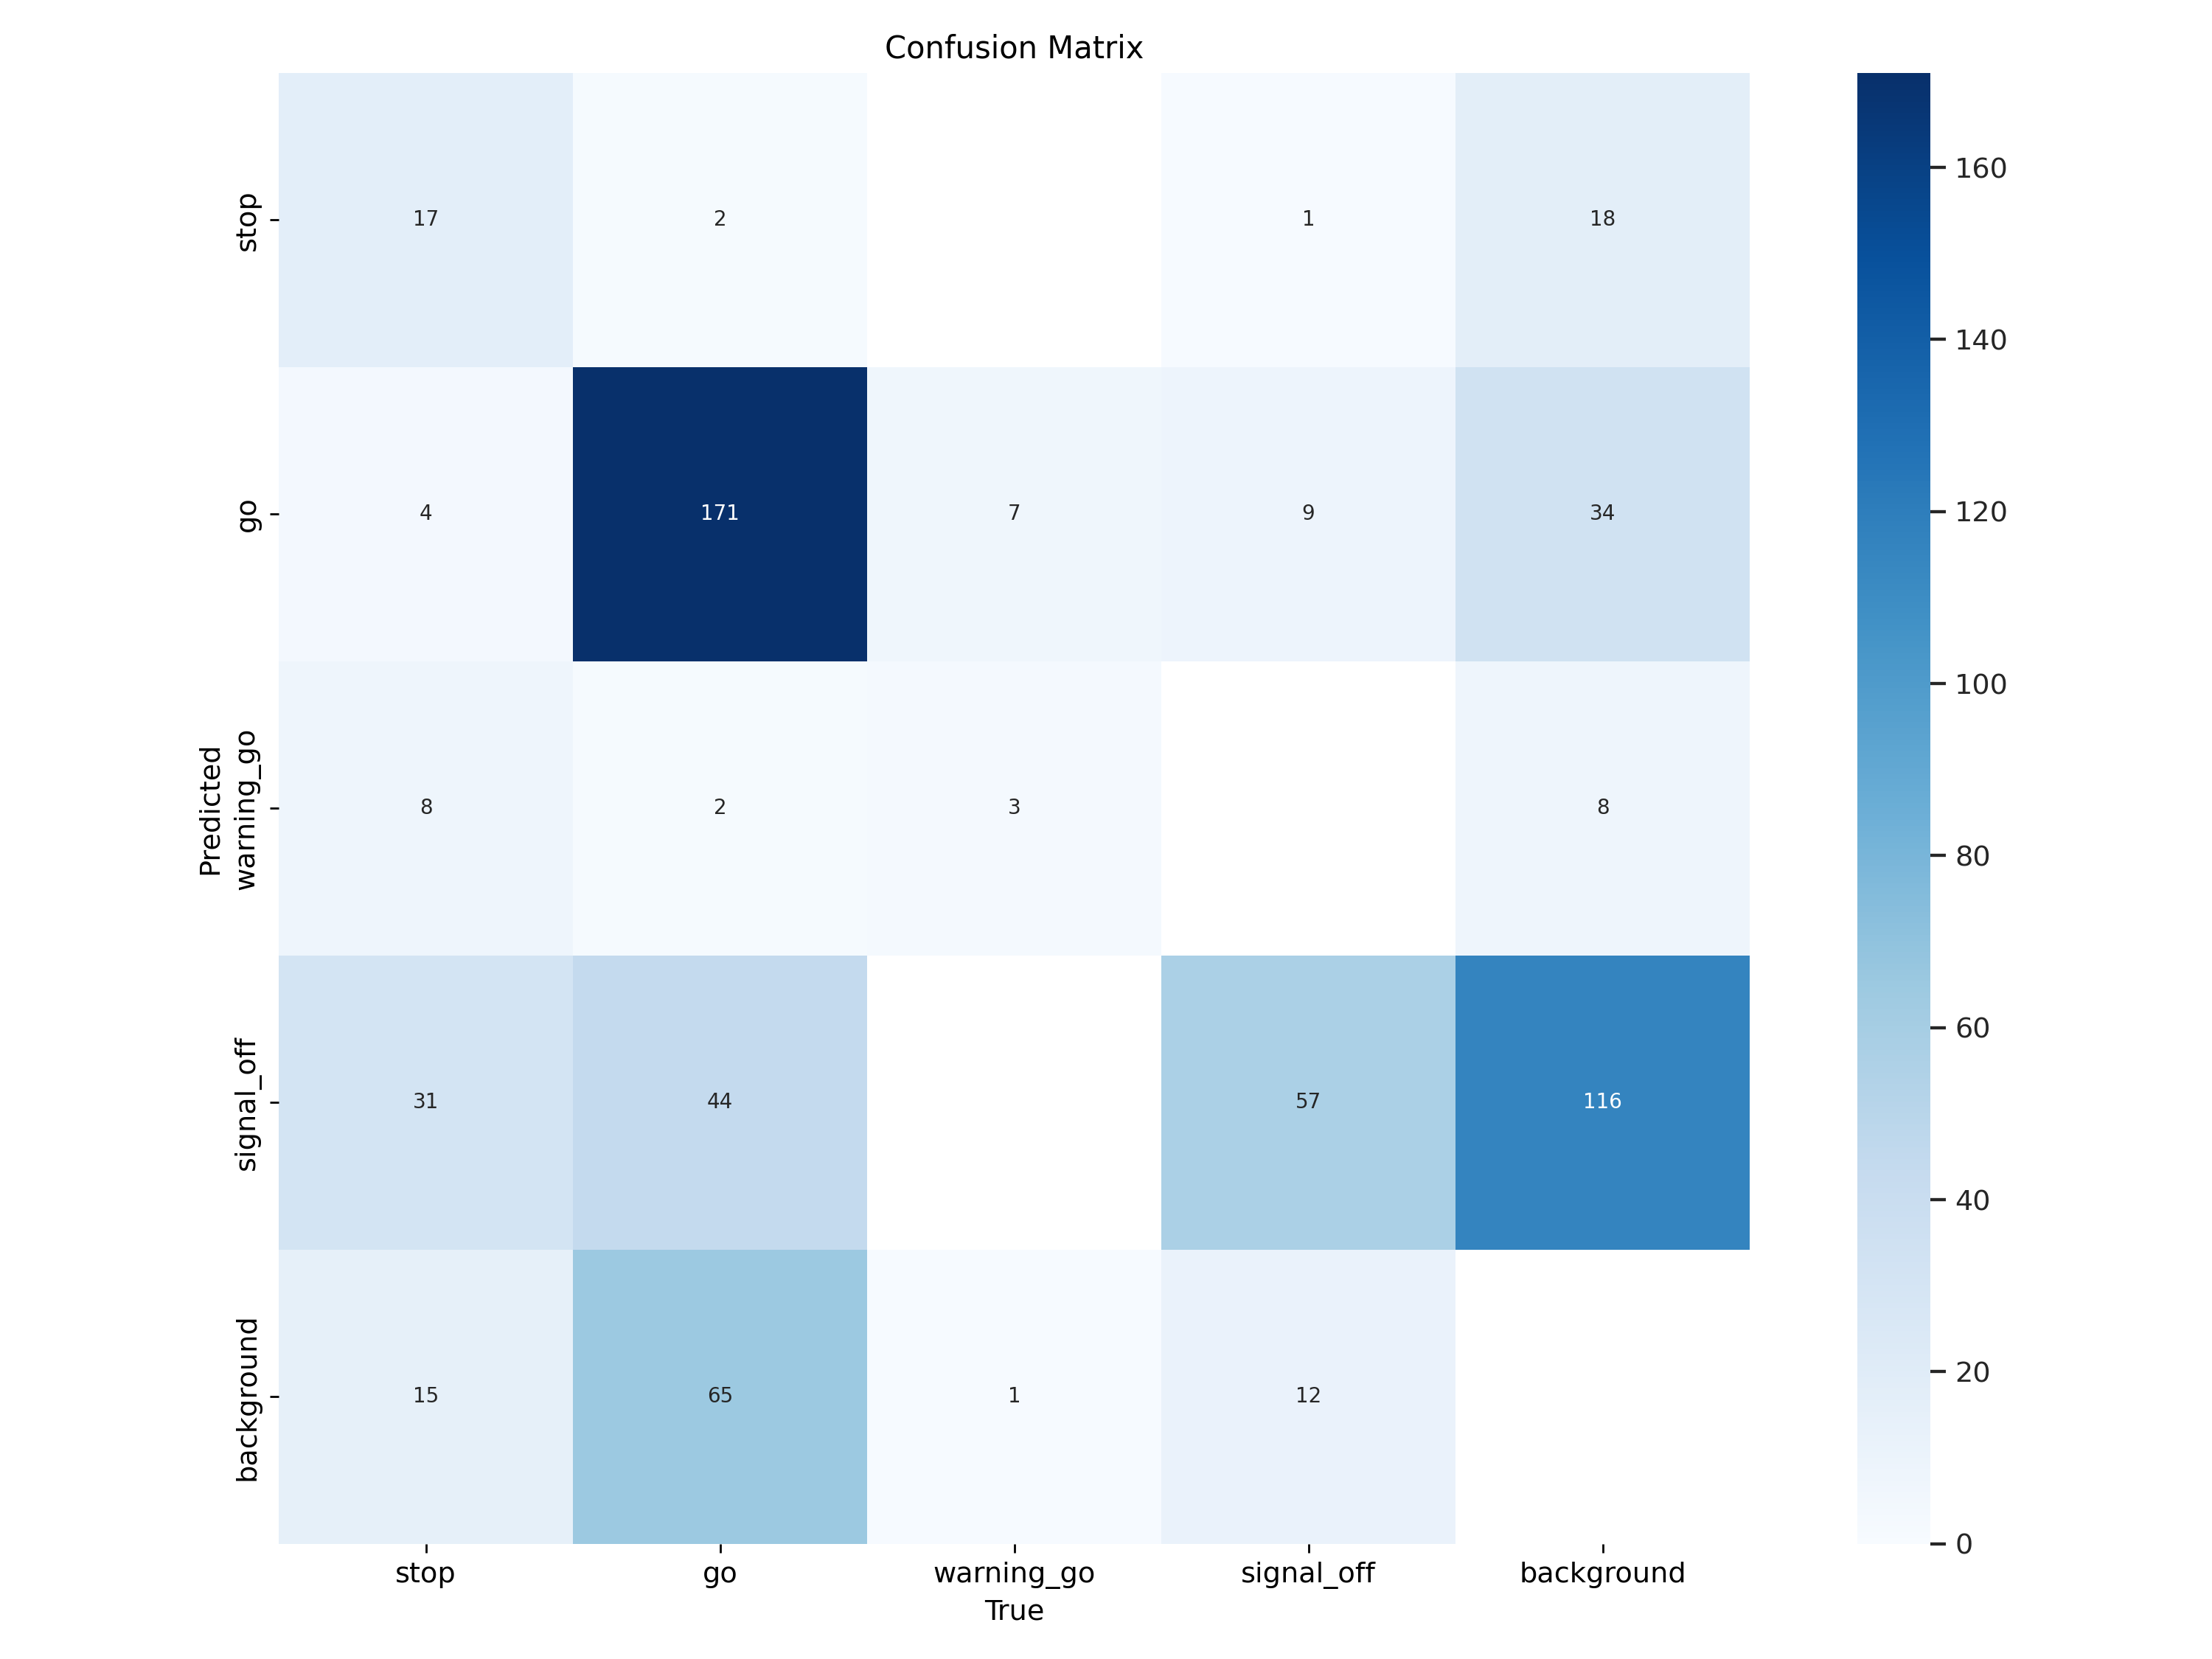 Confusion Matrix
stop
17 2 1 18
go
4 171 7 9 34
Predicted
warning_go
8 2 3 8
signal_off
31 44 57 116
background
15 65 1 12
stop go warning_go signal_off background
True
160
140
120
100
80
60
40
20
0